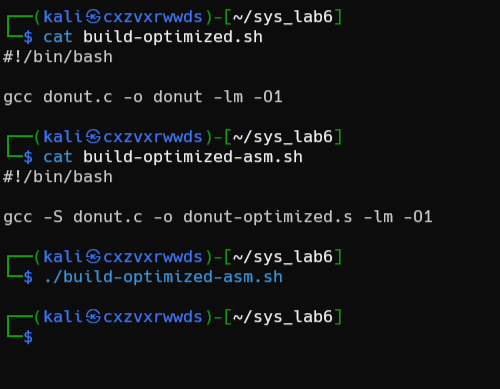 ┌──(kali㉿cxzvxrwwds)-[~/sys_lab6]
└─$ cat build-optimized.sh
#!/bin/bash

gcc donut.c -o donut -lm -O1

┌──(kali㉿cxzvxrwwds)-[~/sys_lab6]
└─$ cat build-optimized-asm.sh
#!/bin/bash

gcc -S donut.c -o donut-optimized.s -lm -O1

┌──(kali㉿cxzvxrwwds)-[~/sys_lab6]
└─$ ./build-optimized-asm.sh

┌──(kali㉿cxzvxrwwds)-[~/sys_lab6]
└─$